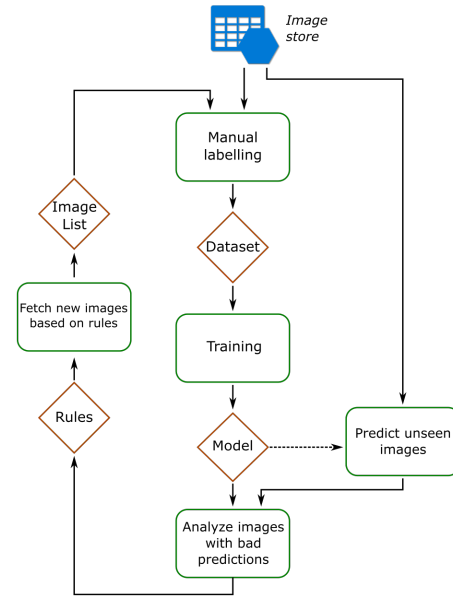 Image
store
Manual
labelling
Image
List
Dataset
Fetch new images
based on rules
Training
Rules
Model
Predict unseen
images
Analyze images
with bad
predictions